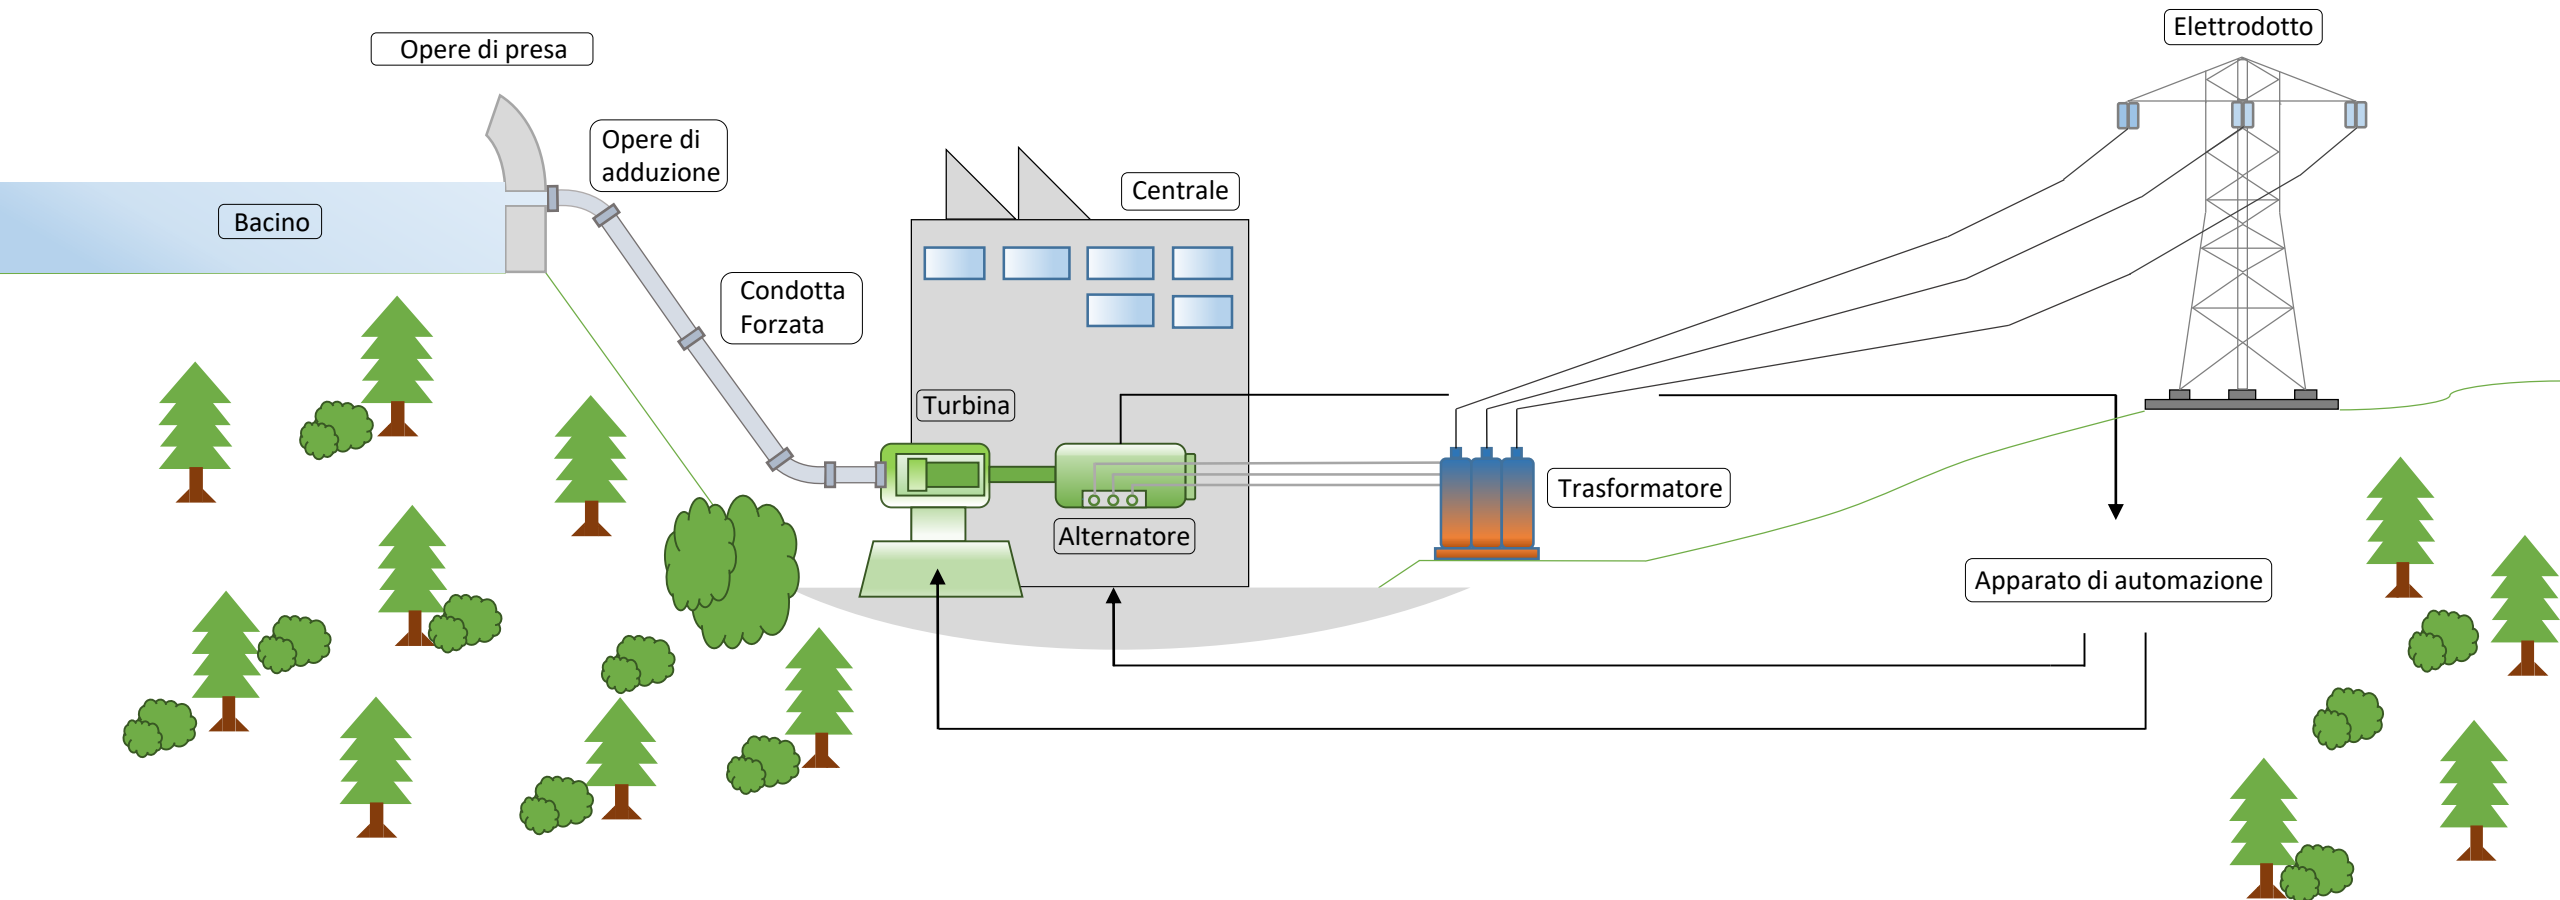 Opere di presa
Elettrodotto
Opere di
adduzione
Centrale
Bacino
Condotta
Forzata
Turbina
Trasformatore
Alternatore
Apparato di automazione